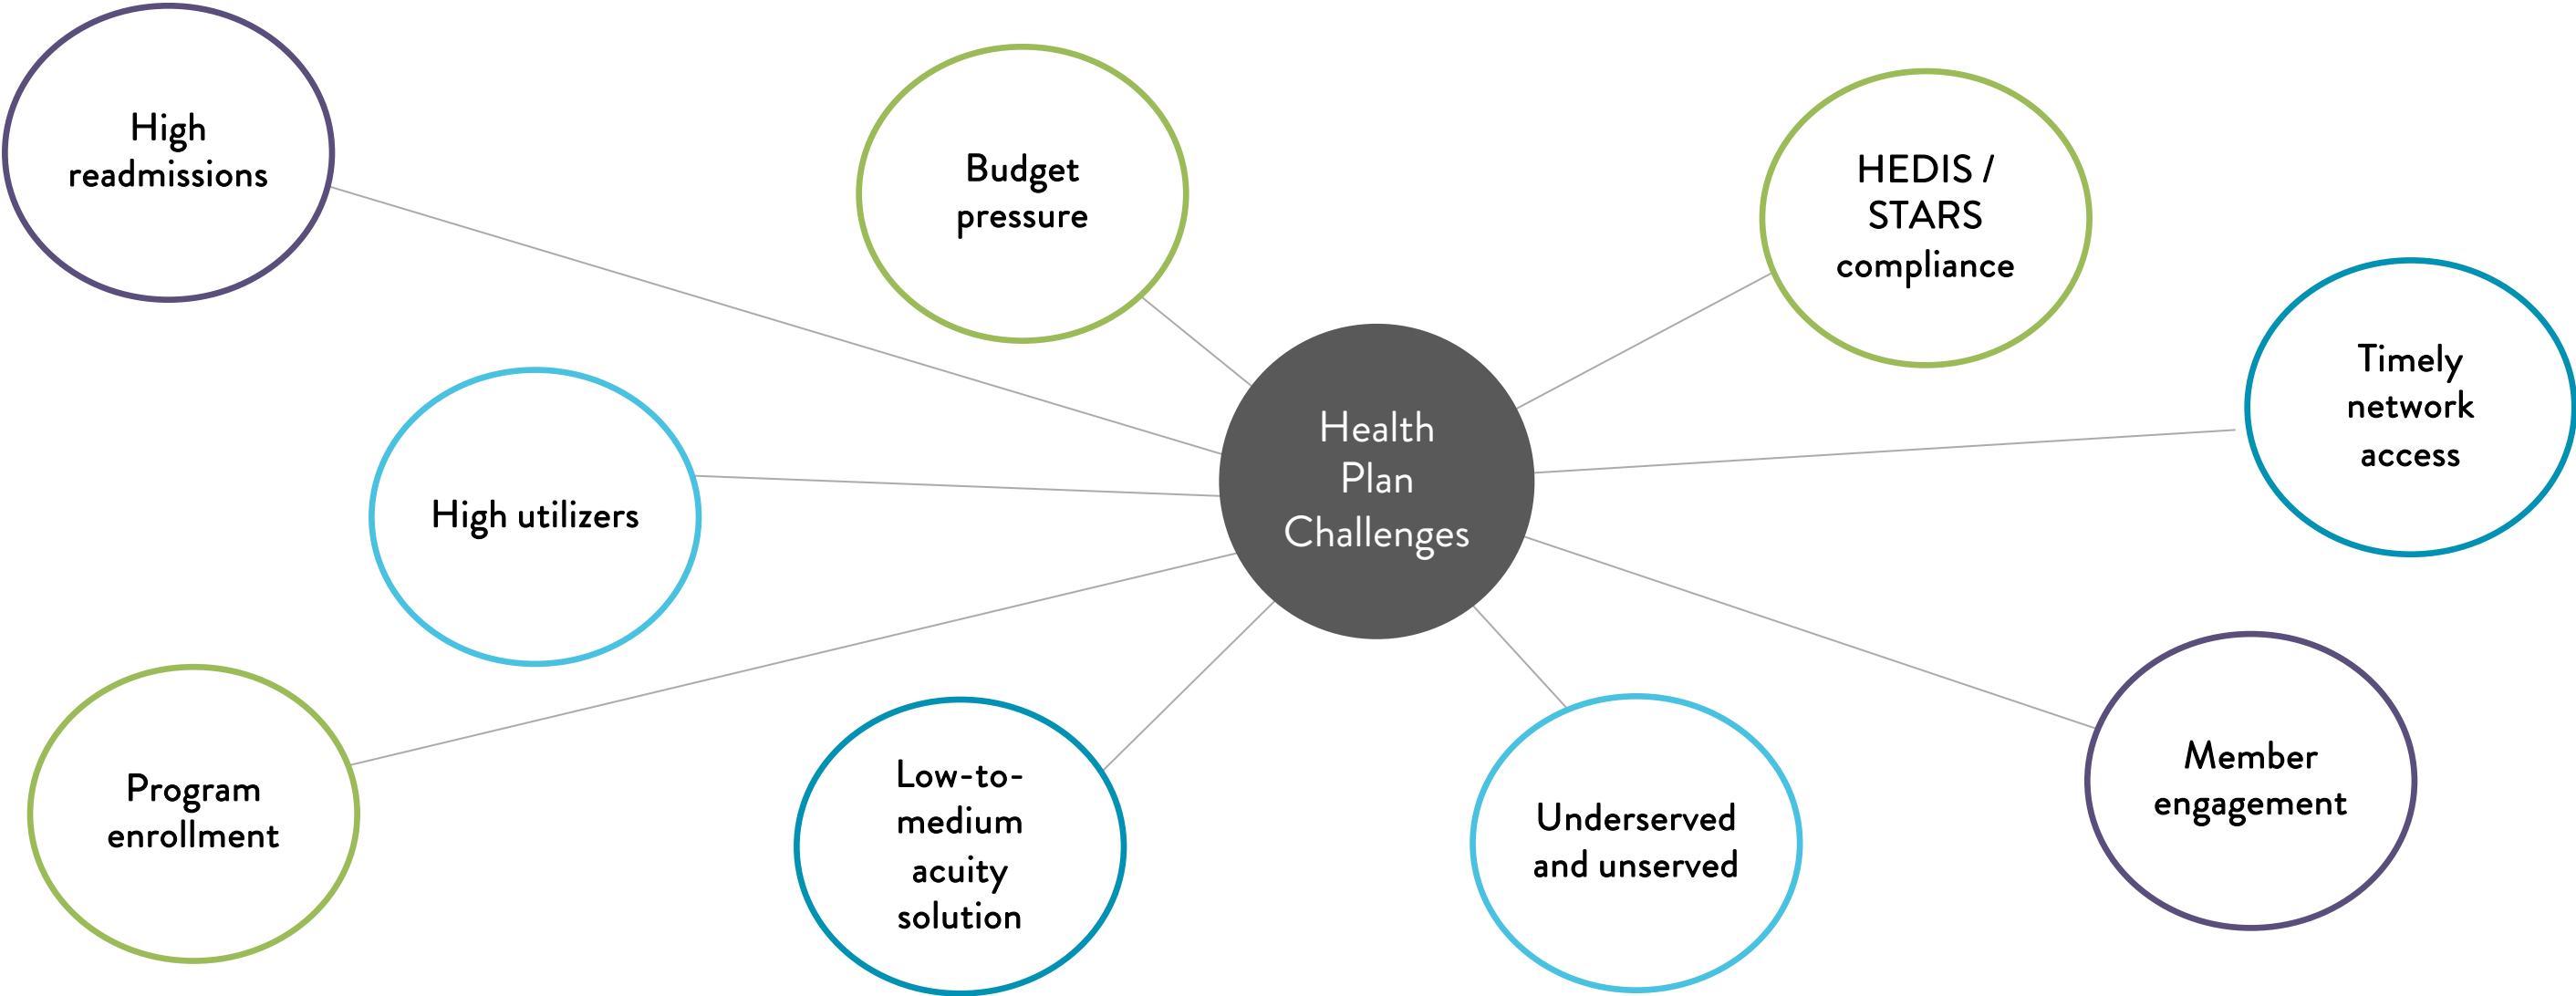 High
readmissions
Budget
pressure
HEDIS /
STARS
compliance
Timely
network
access
High utilizers
Health
Plan
Challenges
Program
enrollment
Low-to-
medium
acuity
solution
Underserved
and unserved
Member
engagement